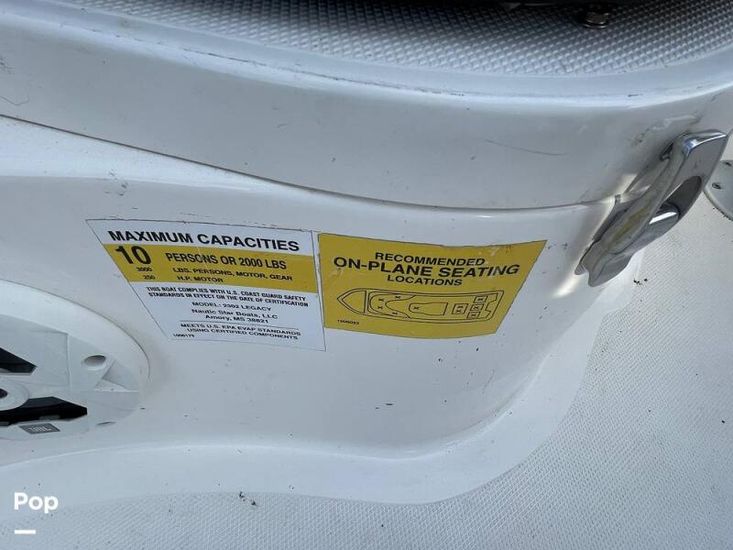 MAXIMUM CAPACITIES
10 PERSONS OR 2000 LBS
3000 LBS. PERSONS, MOTOR, GEAR
250 H.P. MOTOR
THIS BOAT COMPLIES WITH U.S. COAST GUARD SAFETY
STANDARDS IN EFFECT ON THE DATE OF CERTIFICATION
MODEL: 2302 LEGACY
Nautic Star Boats, LLC
Amory, MS 38821
MEETS U.S. EPA EVAP STANDARDS
USING CERTIFIED COMPONENTS
RECOMMENDED
ON-PLANE SEATING
LOCATIONS
JBL
Pop